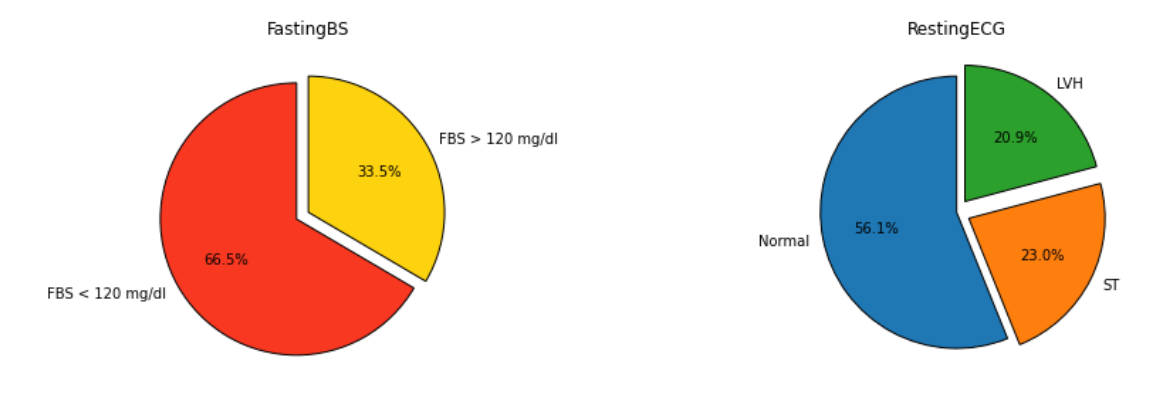 FastingBS
FBS > 120 mg/dl
33.5%
66.5%
FBS < 120 mg/dl
RestingECG
LVH
20.9%
56.1%
Normal
23.0%
ST